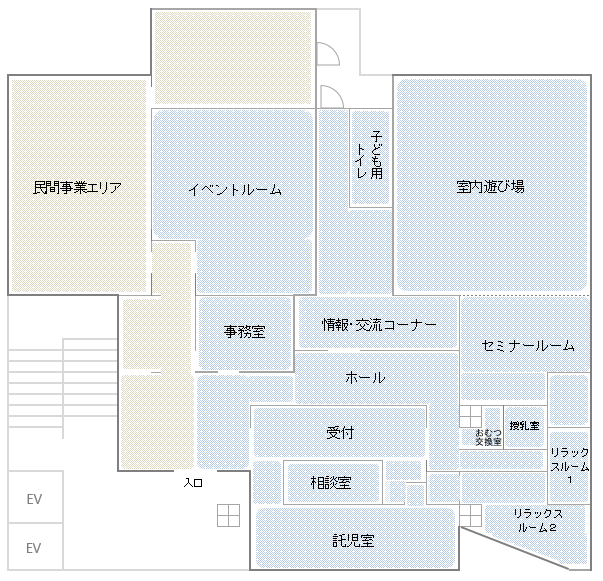 子ども用
トイレ
民間事業エリア
イベントルーム
室内遊び場
事務室
情報・交流コーナー
セミナールーム
ホール
受付
おむつ
交換室
授乳室
リラック
スルーム
1
入口
相談室
EV
リラックス
ルーム2
託児室
EV